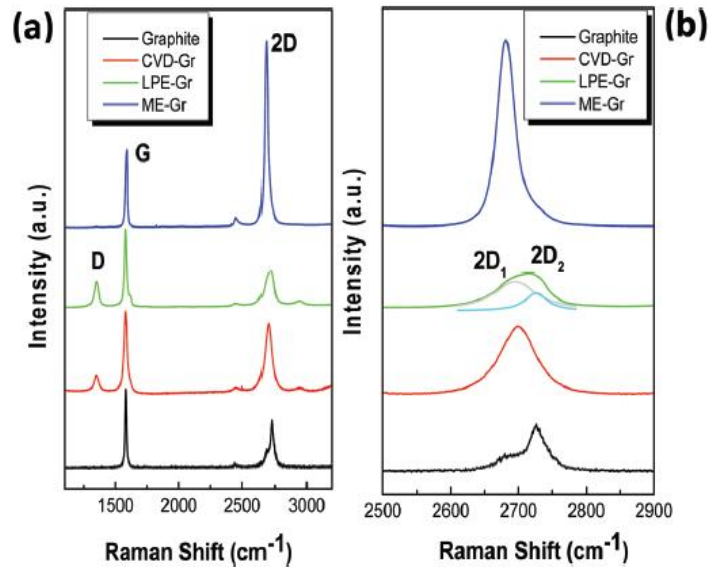 (a)
Graphite
CVD-Gr
LPE-Gr
ME-Gr
2D
G
D
Intensity (a.u.)
1500 2000 2500 3000
Raman Shift (cm-1)
(b)
Graphite
CVD-Gr
LPE-Gr
ME-Gr
2D1 2D2
Intensity (a.u.)
2500 2600 2700 2800 2900
Raman Shift (cm-1)